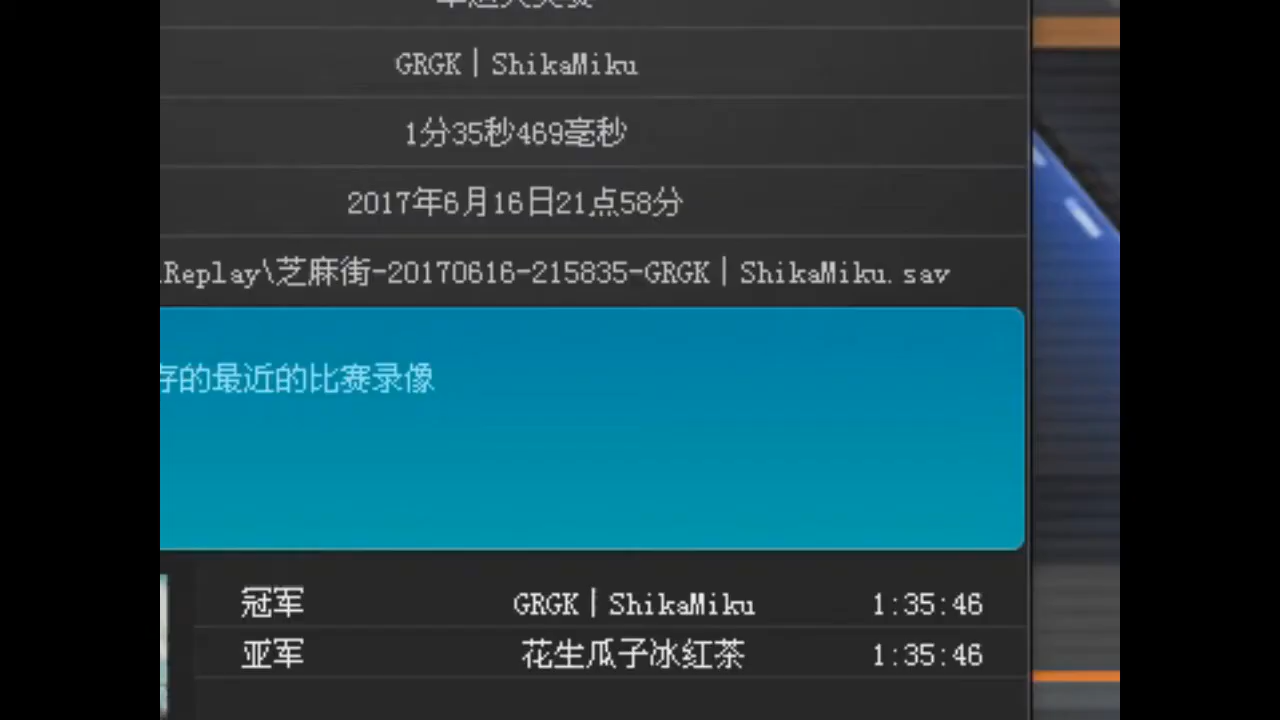 GRGK|ShikaMiku
1分35秒469毫秒
2017年6月16日21点58分
Replay\芝麻街-20170616-215835-GRGK|ShikaMiku.sav
存的最近的比赛录像
冠军 GRGK|ShikaMiku 1:35:46
亚军 花生瓜子冰红茶 1:35:46